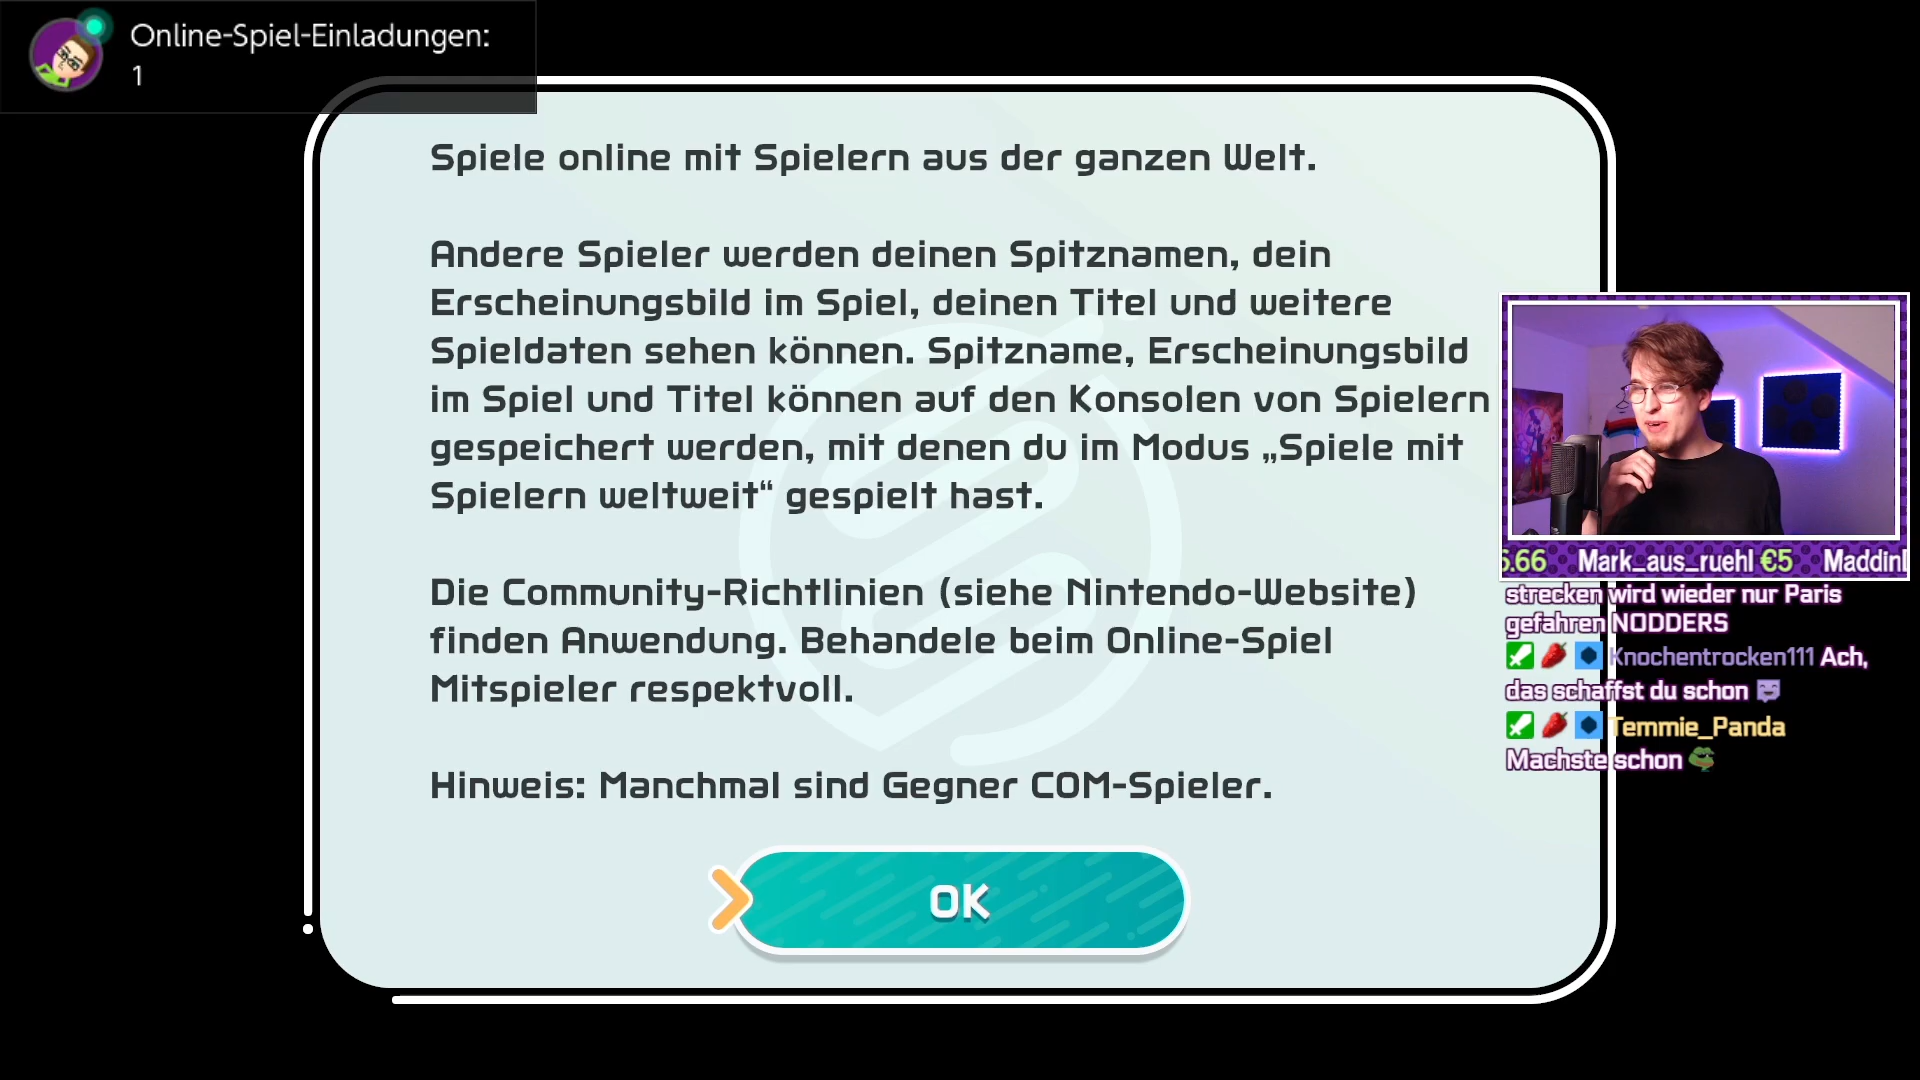 Online-Spiel-Einladungen:
1
Spiele online mit Spielern aus der ganzen Welt.
Andere Spieler werden deinen Spitznamen, dein
Erscheinungsbild im Spiel, deinen Titel und weitere
Spieldaten sehen können. Spitzname, Erscheinungsbild
im Spiel und Titel können auf den Konsolen von Spielern
gespeichert werden, mit denen du im Modus „Spiele mit
Spielern weltweit“ gespielt hast.
Die Community-Richtlinien (siehe Nintendo-Website)
finden Anwendung. Behandele beim Online-Spiel
Mitspieler respektvoll.
Hinweis: Manchmal sind Gegner COM-Spieler.
OK
.66 Mark_aus_ruehl €5 Maddin
strecken wird wieder nur Paris
gefahren NODDERS
Knochentrocken111 Ach,
das schaffst du schon
Temmie_Panda
Machste schon